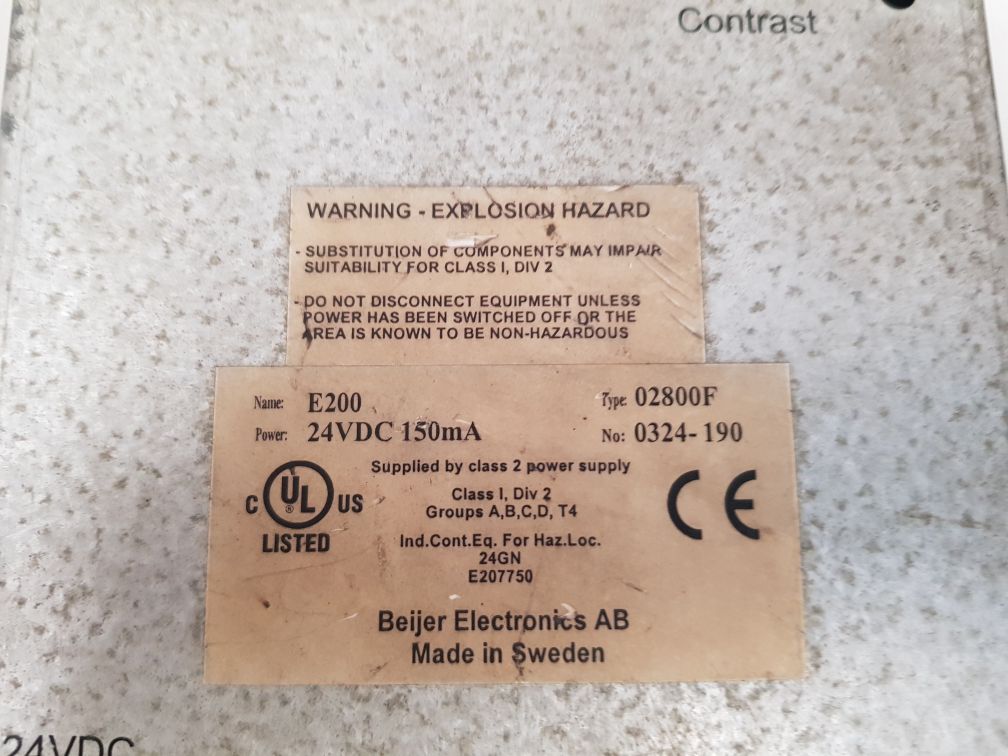 Contrast
WARNING - EXPLOSION HAZARD
- SUBSTITUTION OF COMPONENTS MAY IMPAIR
SUITABILITY FOR CLASS I, DIV 2
- DO NOT DISCONNECT EQUIPMENT UNLESS
POWER HAS BEEN SWITCHED OFF OR THE
AREA IS KNOWN TO BE NON-HAZARDOUS
Name: E200 Type: 02800F
Power: 24VDC 150mA No: 0324-190
Supplied by class 2 power supply
C UL ® US
LISTED
Class I, Div 2
Groups A,B,C,D, T4
Ind.Cont.Eq. For Haz.Loc.
24GN
E207750
CE
Beijer Electronics AB
Made in Sweden
24VDC